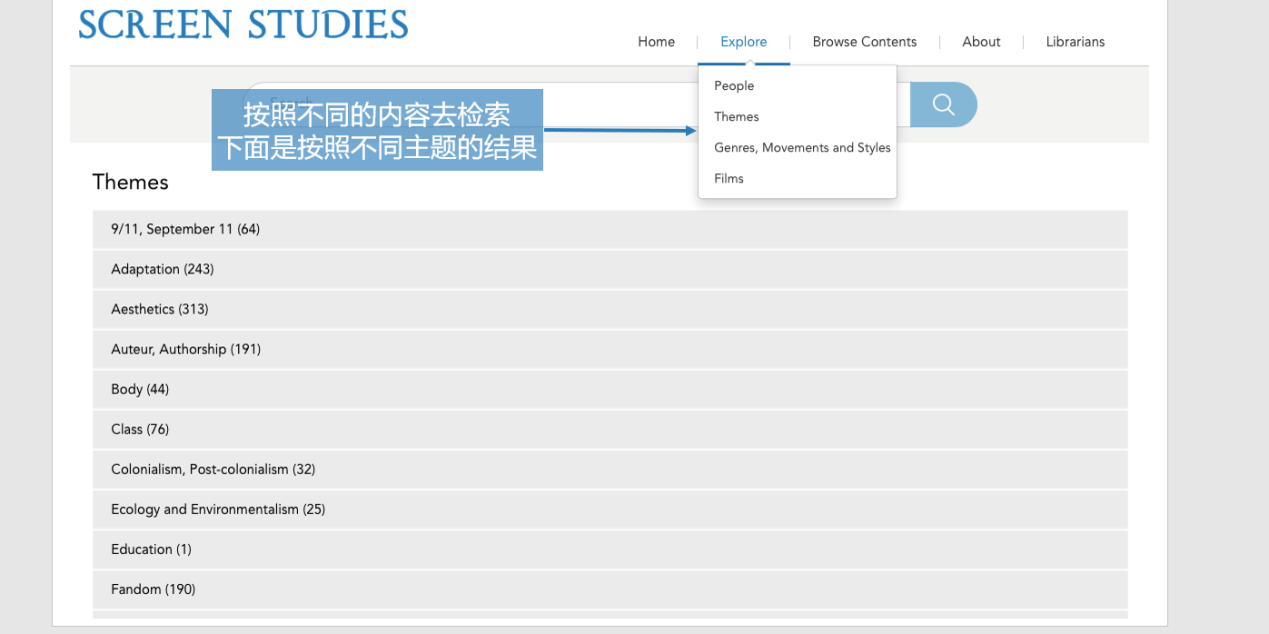 SCREEN STUDIES
Home
Explore
Browse Contents
About
Librarians
People
Themes
Genres, Movements and Styles
Films
按照不同的内容去检索
下面是按照不同主题的结果
Themes
9/11, September 11 (64)
Adaptation (243)
Aesthetics (313)
Auteur, Authorship (191)
Body (44)
Class (76)
Colonialism, Post-colonialism (32)
Ecology and Environmentalism (25)
Education (1)
Fandom (190)